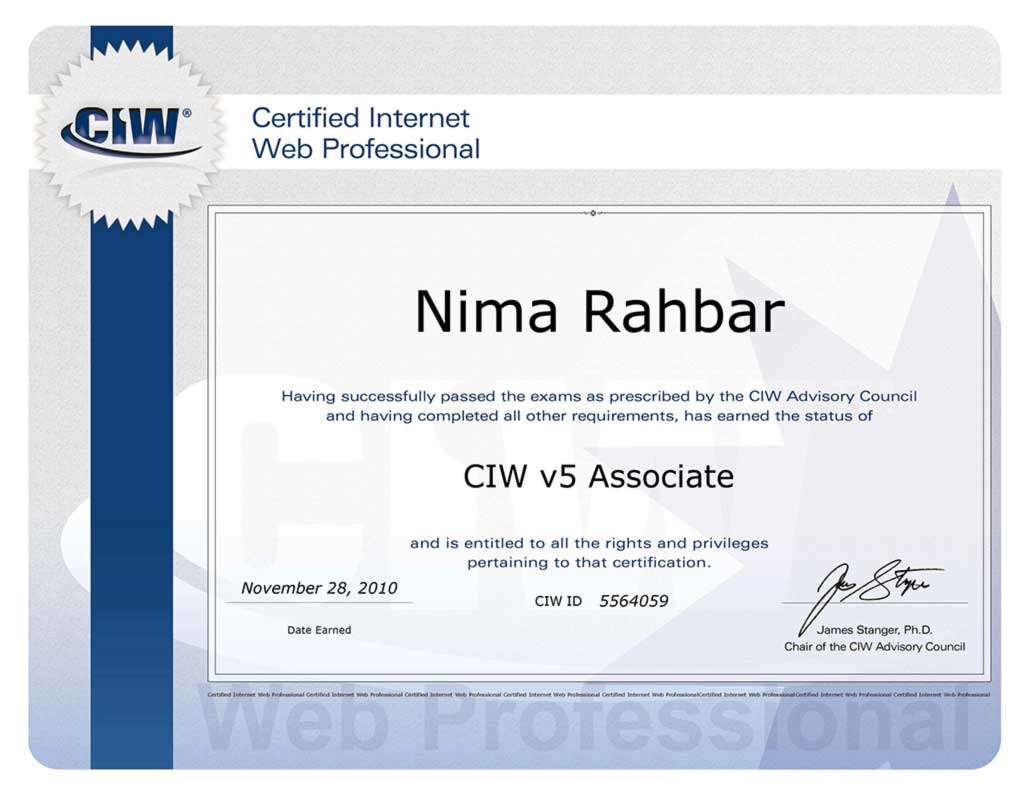 CIW®
Certified Internet
Web Professional
Nima Rahbar
Having successfully passed the exams as prescribed by the CIW Advisory Council
and having completed all other requirements, has earned the status of
CIW v5 Associate
and is entitled to all the rights and privileges
pertaining to that certification.
November 28, 2010
Date Earned
CIW ID 5564059
James Stanger, Ph.D.
Chair of the CIW Advisory Council
Certified Internet Web Professional Certified Internet Web Professional Certified Internet Web Professional Certified Internet Web Professional Certified Internet Web ProfessionalCertified Internet Web ProfessionalCertified Internet Web Professional Certified Internet Web Professional
Web Professional